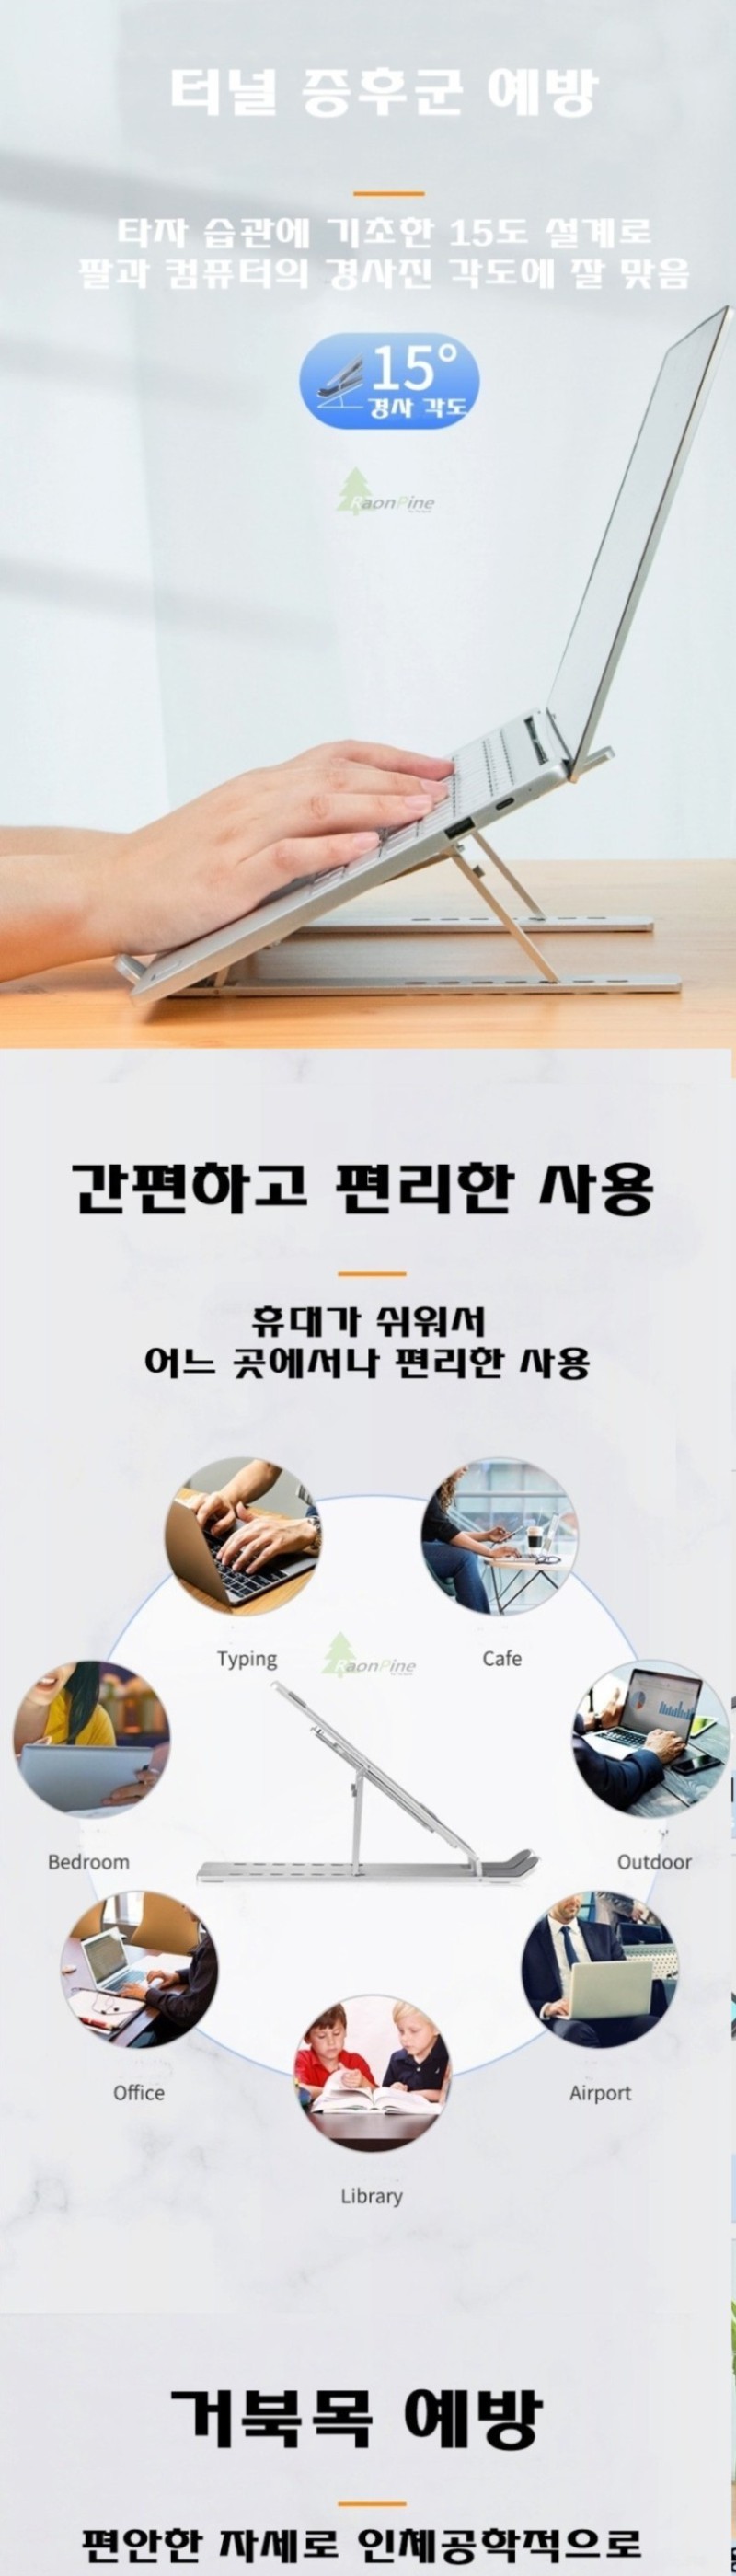 터널 증후군 예방
타자 습관에 기초한 15도 설계로
팔과 컴퓨터의 경사진 각도에 잘 맞음
15°
경사 각도
RaonPine
간편하고 편리한 사용
휴대가 쉬워서
어느 곳에서나 편리한 사용
Typing
Cafe
RaonPine
Bedroom
Outdoor
Office
Airport
Library
거북목 예방
편안한 자세로 인체공학적으로